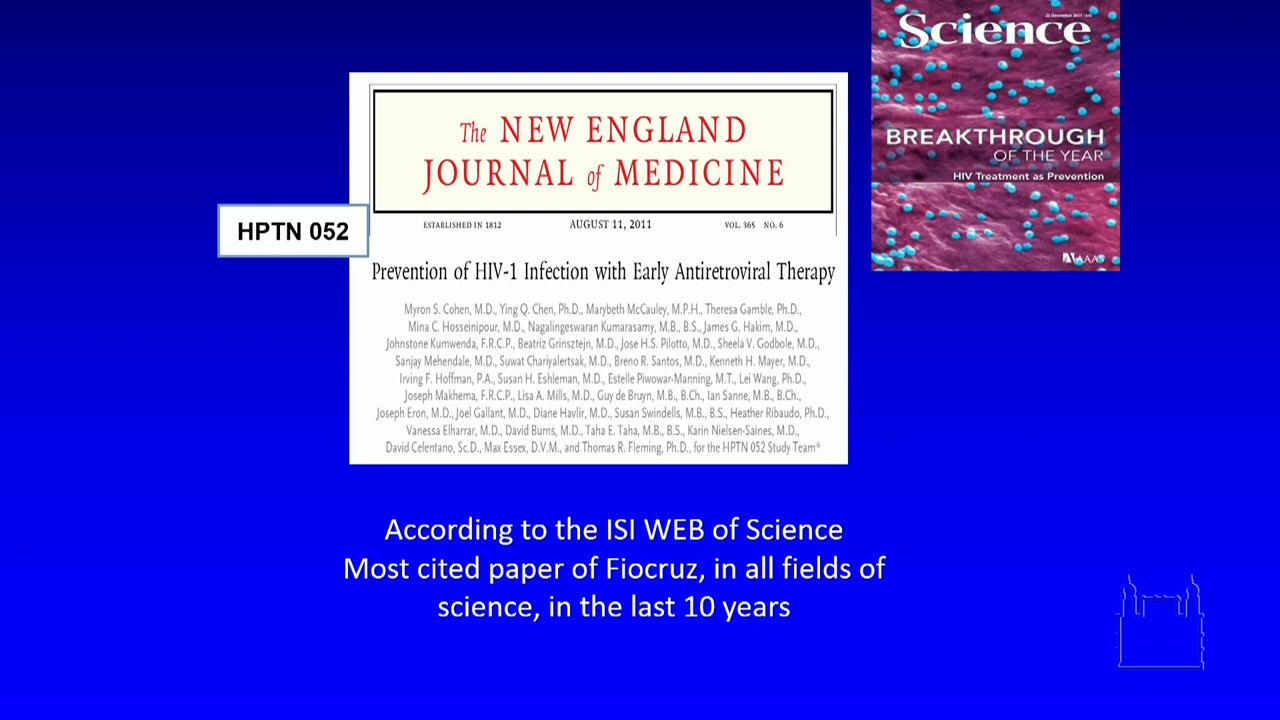 22 December 2011 | $10
Science
BREAKTHROUGH
OF THE YEAR
HIV Treatment as Prevention
AAAS
The NEW ENGLAND
JOURNAL of MEDICINE
ESTABLISHED IN 1812 AUGUST 11, 2011 VOL. 365 NO. 6
HPTN 052
Prevention of HIV-1 Infection with Early Antiretroviral Therapy
Myron S. Cohen, M.D., Ying Q. Chen, Ph.D., Marybeth McCauley, M.P.H., Theresa Gamble, Ph.D.,
Mina C. Hosseinipour, M.D., Nagalingeswaran Kumarasamy, M.B., B.S., James G. Hakim, M.D.,
Johnstone Kumwenda, F.R.C.P., Beatriz Grinsztejn, M.D., Jose H.S. Pilotto, M.D., Sheela V. Godbole, M.D.,
Sanjay Mehendale, M.D., Suwat Chariyalertsak, M.D., Breno R. Santos, M.D., Kenneth H. Mayer, M.D.,
Irving F. Hoffman, P.A., Susan H. Eshleman, M.D., Estelle Piwowar-Manning, M.T., Lei Wang, Ph.D.,
Joseph Makhema, F.R.C.P., Lisa A. Mills, M.D., Guy de Bruyn, M.B., B.Ch., Ian Sanne, M.B., B.Ch.,
Joseph Eron, M.D., Joel Gallant, M.D., Diane Havlir, M.D., Susan Swindells, M.B., B.S., Heather Ribaudo, Ph.D.,
Vanessa Elharrar, M.D., David Burns, M.D., Taha E. Taha, M.B., B.S., Karin Nielsen-Saines, M.D.,
David Celentano, Sc.D., Max Essex, D.V.M., and Thomas R. Fleming, Ph.D., for the HPTN 052 Study Team*
According to the ISI WEB of Science
Most cited paper of Fiocruz, in all fields of
science, in the last 10 years